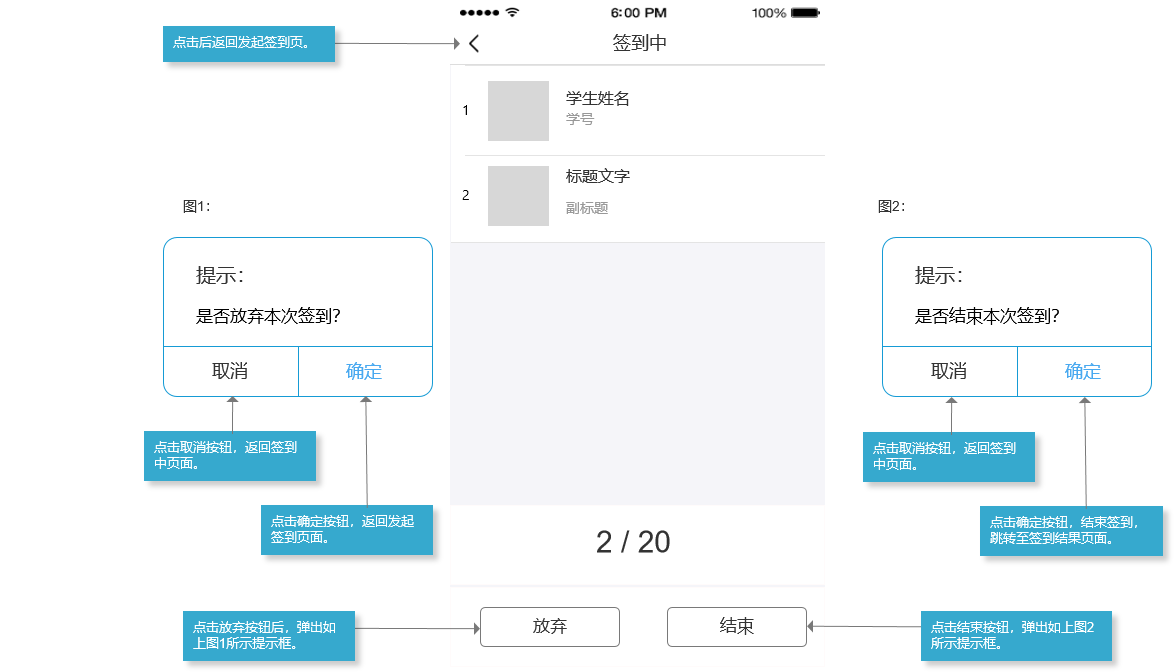 6:00 PM
100%
点击后返回发起签到页。
签到中
1
学生姓名
学号
2
标题文字
副标题
图1：
提示：
是否放弃本次签到？
取消
确定
点击取消按钮，返回签到
中页面。
点击确定按钮，返回发起
签到页面。
图2：
提示：
是否结束本次签到？
取消
确定
点击取消按钮，返回签到
中页面。
点击确定按钮，结束签到，
跳转至签到结果页面。
2 / 20
点击放弃按钮后，弹出如
上图1所示提示框。
放弃
结束
点击结束按钮，弹出如上图2
所示提示框。